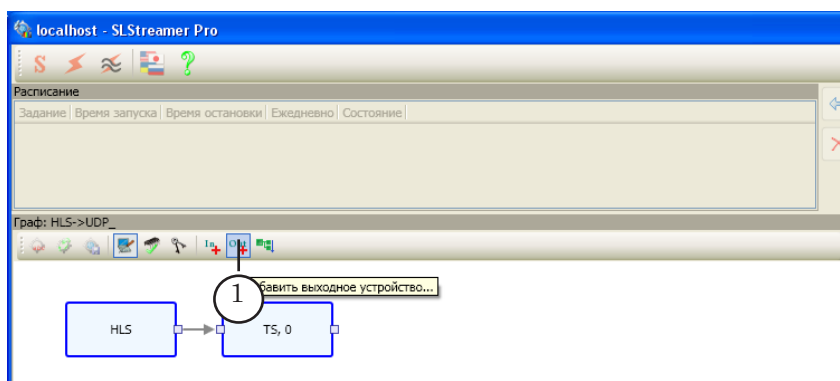 localhost - SLStreamer Pro
S
Расписание
Задание Время запуска Время остановки Ежедневно Состояние
Граф: HLS->UDP_
In Out
1 бавить выходное устройство...
HLS TS, 0